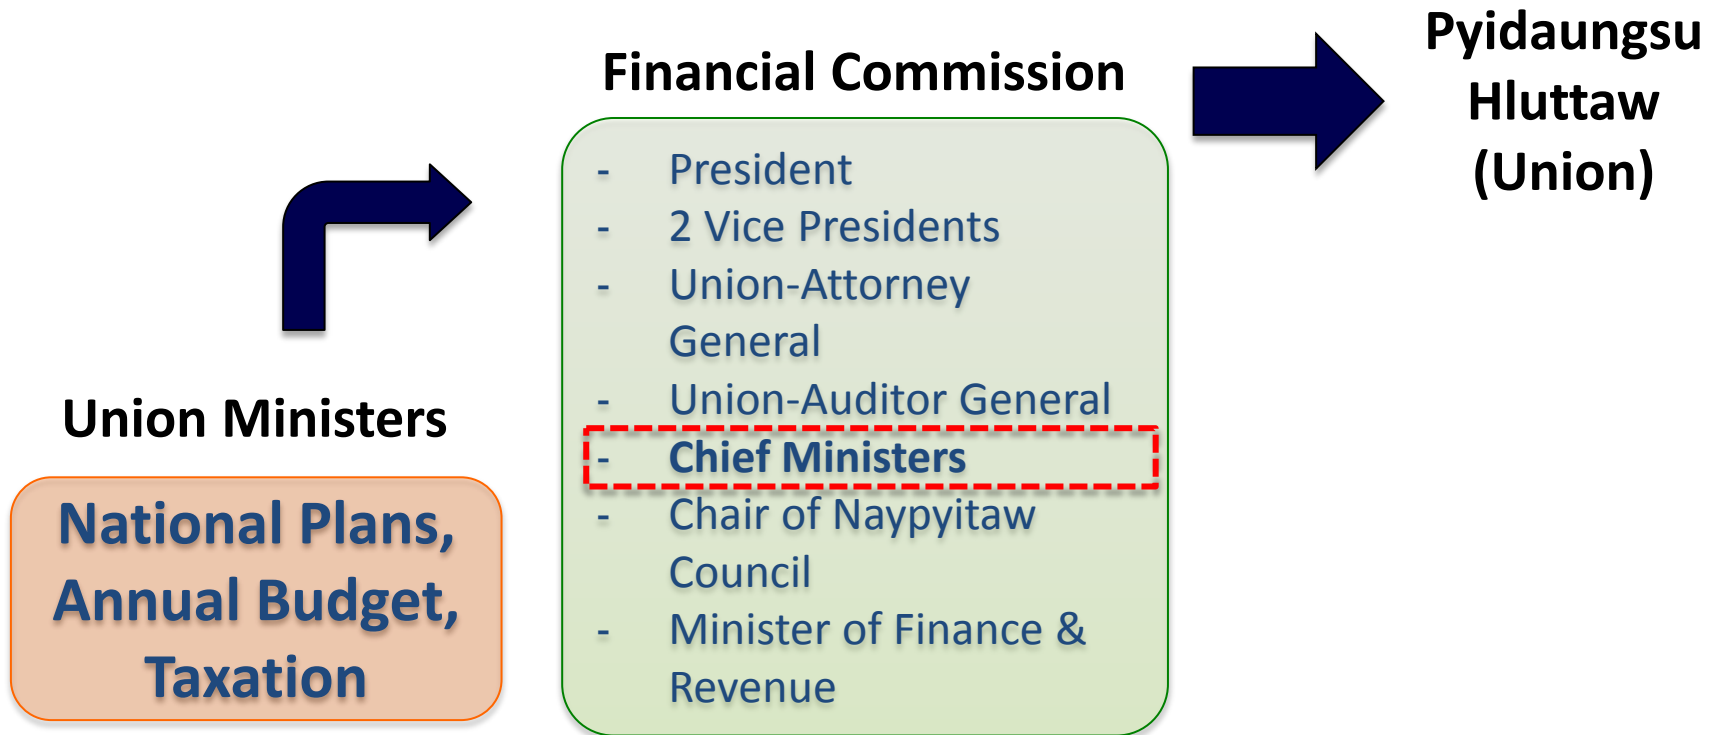 Union Ministers
National Plans,
Annual Budget,
Taxation
Financial Commission
- President
- 2 Vice Presidents
- Union-Attorney
General
- Union-Auditor General
- Chief Ministers
- Chair of Naypyitaw
Council
- Minister of Finance &
Revenue
Pyidaungsu
Hluttaw
(Union)